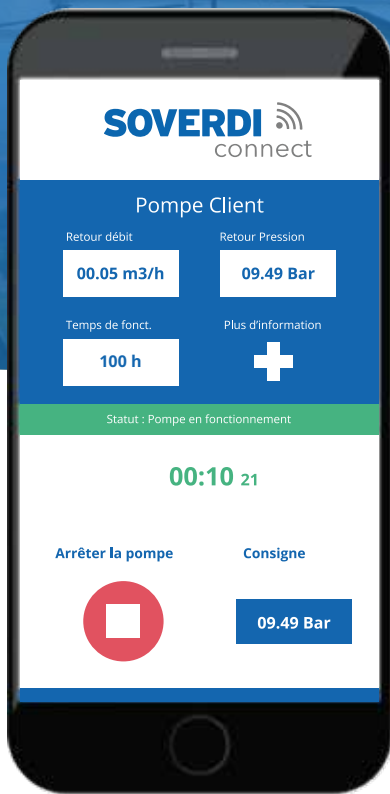 SOVERDI
connect
Pompe Client
Retour débit
Retour Pression
00.05 m3/h
09.49 Bar
Temps de fonct.
Plus d'information
100 h
Statut : Pompe en fonctionnement
00:10 21
Arrêter la pompe
Consigne
09.49 Bar